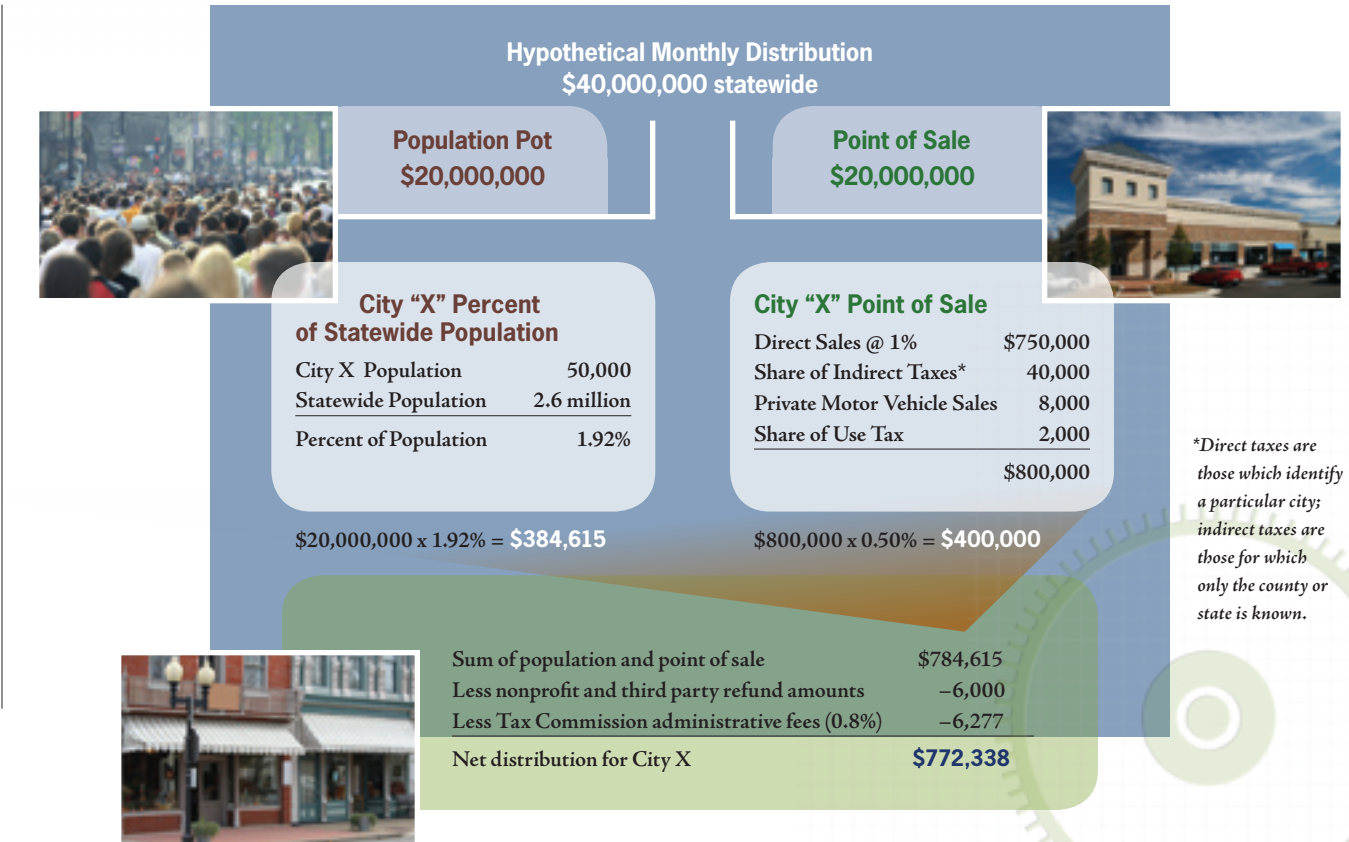 Hypothetical Monthly Distribution
$40,000,000 statewide
Population Pot
$20,000,000
Point of Sale
$20,000,000
City “X” Percent
of Statewide Population
City X Population 50,000
Statewide Population 2.6 million
Percent of Population 1.92%
$20,000,000 x 1.92% = $384,615
City “X” Point of Sale
Direct Sales @ 1% $750,000
Share of Indirect Taxes* 40,000
Private Motor Vehicle Sales 8,000
Share of Use Tax 2,000
$800,000
$800,000 x 0.50% = $400,000
*Direct taxes are
those which identify
a particular city;
indirect taxes are
those for which
only the county or
state is known.
Sum of population and point of sale $784,615
Less nonprofit and third party refund amounts –6,000
Less Tax Commission administrative fees (0.8%) –6,277
Net distribution for City X $772,338